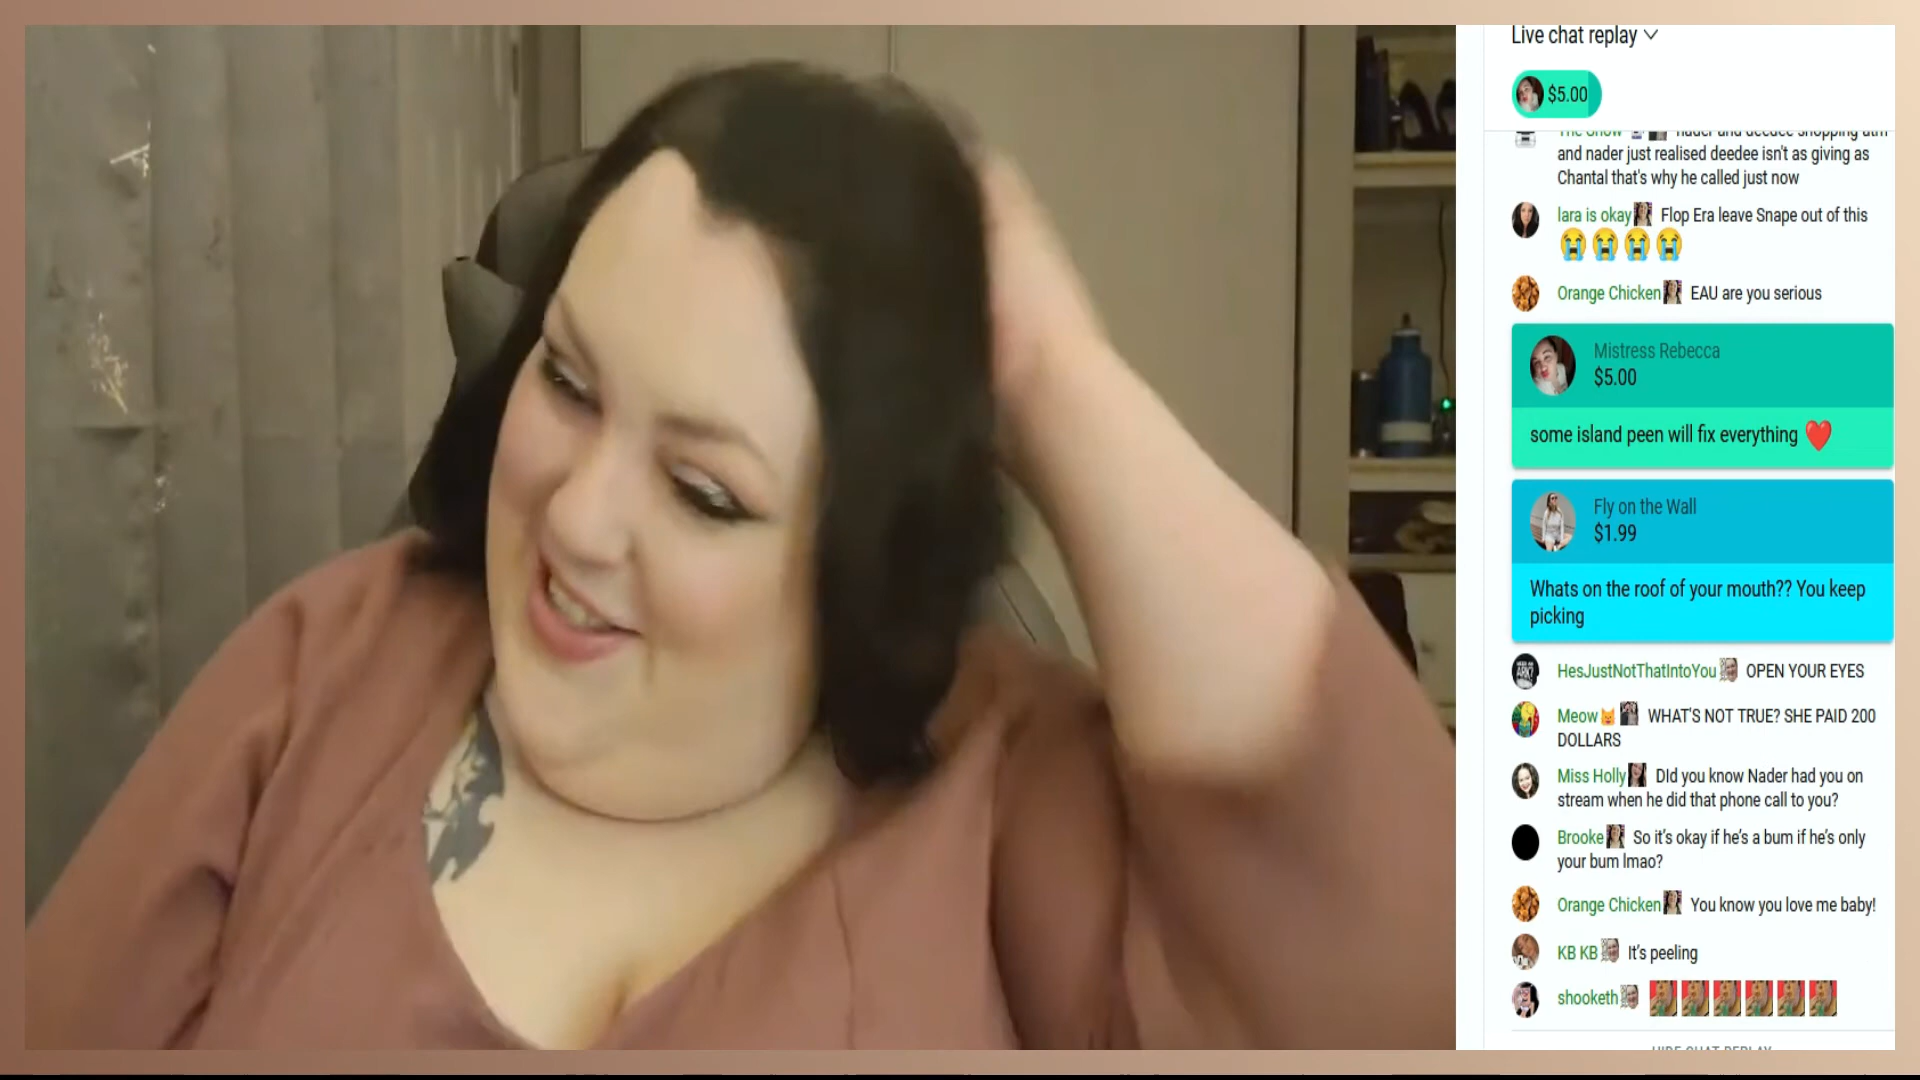 Live chat replay
$5.00
and nader just realised deedee isn't as giving as
Chantal that's why he called just now
lara is okay Flop Era leave Snape out of this
😭😭😭😭
Orange Chicken EAU are you serious
Mistress Rebecca
$5.00
some island peen will fix everything ❤️
Fly on the Wall
$1.99
Whats on the roof of your mouth?? You keep
picking
HesJustNotThatIntoYou OPEN YOUR EYES
Meow😺 WHAT'S NOT TRUE? SHE PAID 200
DOLLARS
Miss Holly DId you know Nader had you on
stream when he did that phone call to you?
Brooke So it's okay if he's a bum if he's only
your bum lmao?
Orange Chicken You know you love me baby!
KB KB It's peeling
shooketh